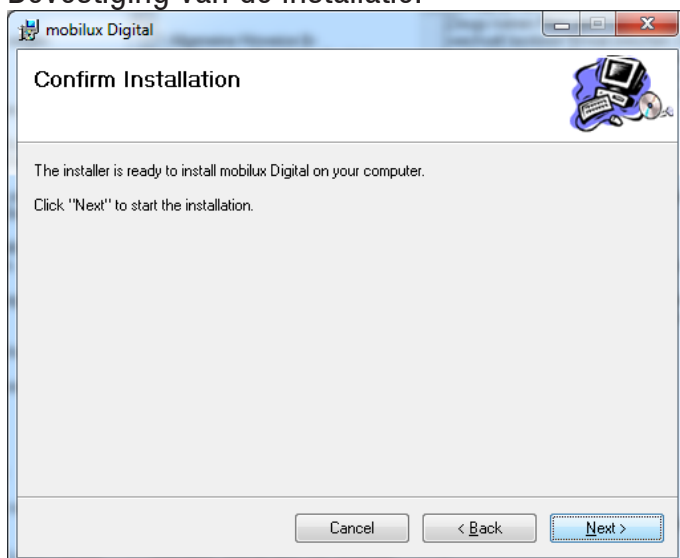 Bevestiging van de installatie.
mobilux Digital
Confirm Installation
The installer is ready to install mobilux Digital on your computer.
Click "Next" to start the installation.
Cancel
< Back
Next >